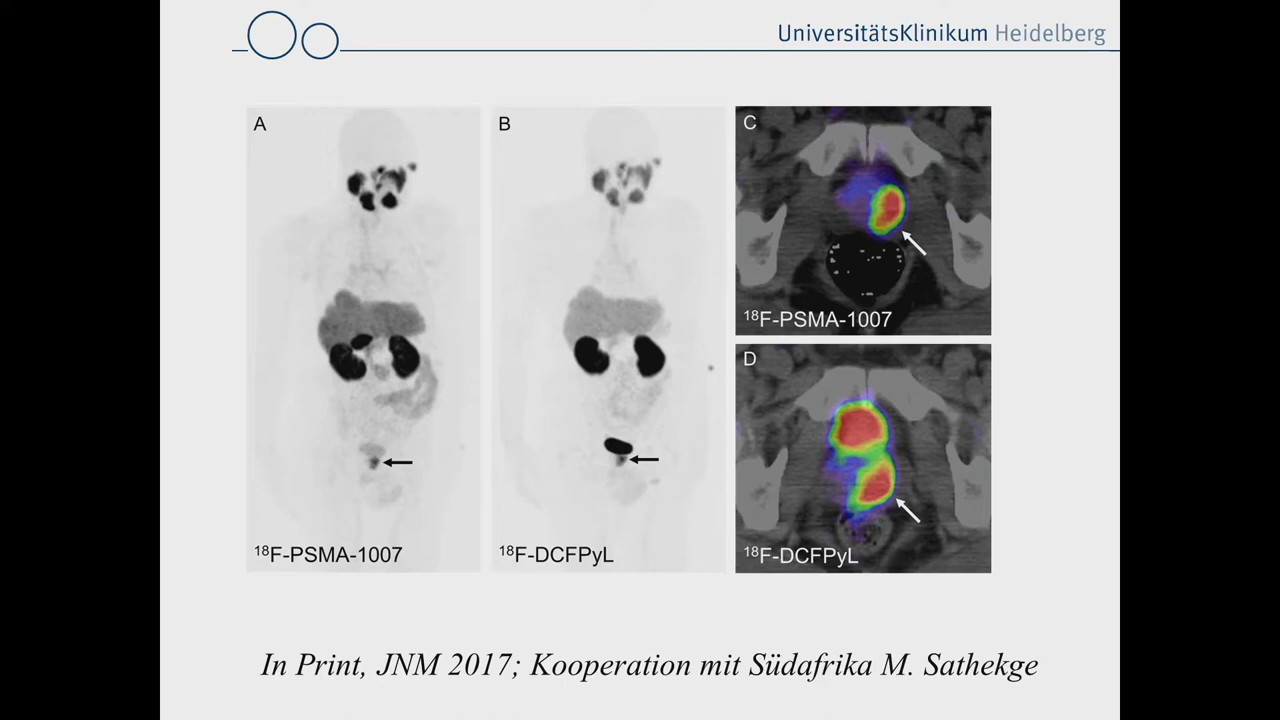 UniversitätsKlinikum Heidelberg
A
B
C
D
¹⁸F-PSMA-1007
¹⁸F-DCFPyL
¹⁸F-PSMA-1007
¹⁸F-DCFPyL
In Print, JNM 2017; Kooperation mit Südafrika M. Sathekge